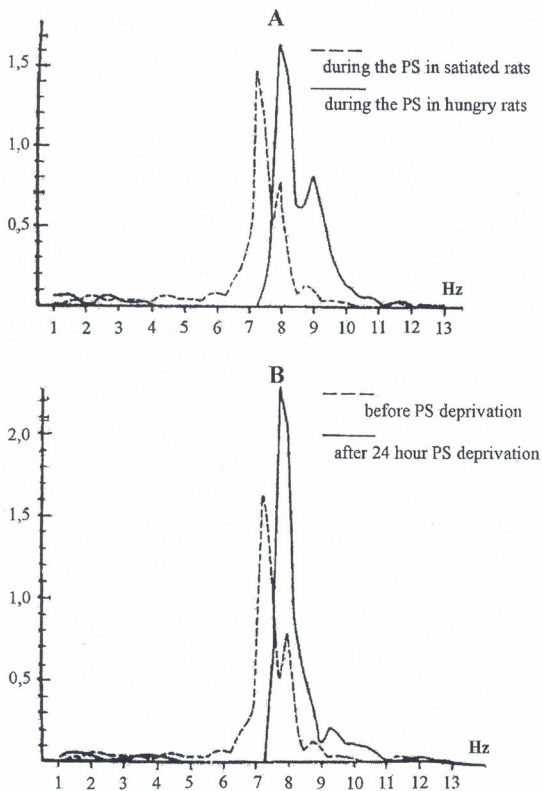 A
1,5
1,0
0,5
during the PS in satiated rats
during the PS in hungry rats
Hz
1 2 3 4 5 6 7 8 9 10 11 12 13
B
2,0
1,5
1,0
0,5
before PS deprivation
after 24 hour PS deprivation
Hz
1 2 3 4 5 6 7 8 9 10 11 12 13